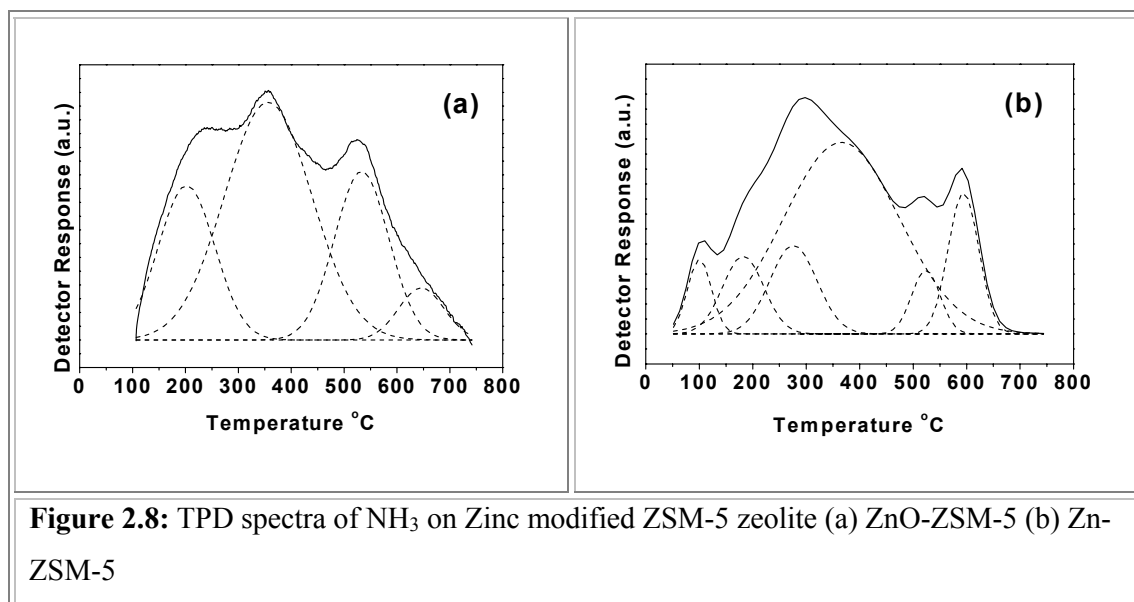 (a)
Detector Response (a.u.)
0 100 200 300 400 500 600 700 800
Temperature °C
(b)
Detector Response (a.u.)
0 100 200 300 400 500 600 700 800
Temperature °C
Figure 2.8: TPD spectra of NH3 on Zinc modified ZSM-5 zeolite (a) ZnO-ZSM-5 (b) Zn-
ZSM-5